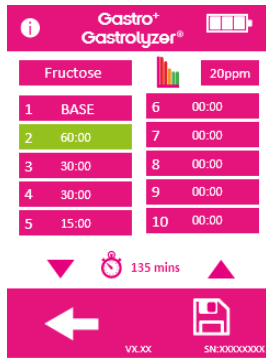 Gastro+
Gastrolyzer®
Fructose
20ppm
1 BASE
2 60:00
3 30:00
4 30:00
5 15:00
6 00:00
7 00:00
8 00:00
9 00:00
10 00:00
135 mins
VX.XX
SN:XXXXXXXX